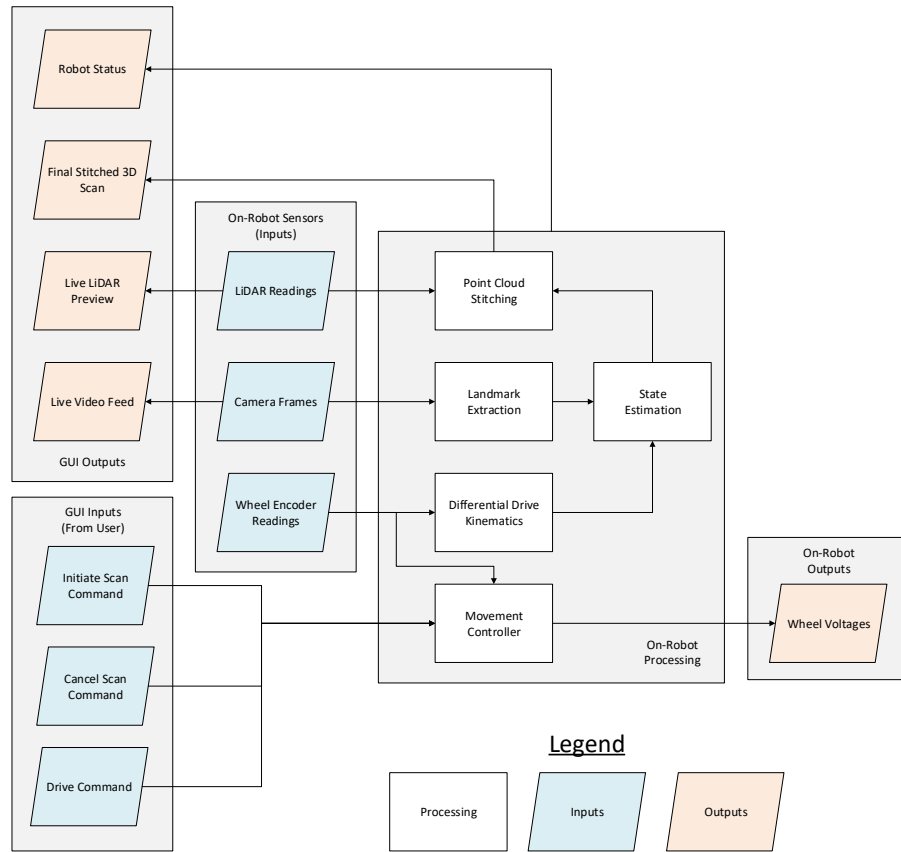 Robot Status
Final Stitched 3D
Scan
Live LiDAR
Preview
Live Video Feed
GUI Outputs
On-Robot Sensors
(Inputs)
LiDAR Readings
Camera Frames
Wheel Encoder
Readings
Point Cloud
Stitching
Landmark
Extraction
State
Estimation
Differential Drive
Kinematics
Movement
Controller
On-Robot
Processing
GUI Inputs
(From User)
Initiate Scan
Command
Cancel Scan
Command
Drive Command
On-Robot
Outputs
Wheel Voltages
Legend
Processing
Inputs
Outputs